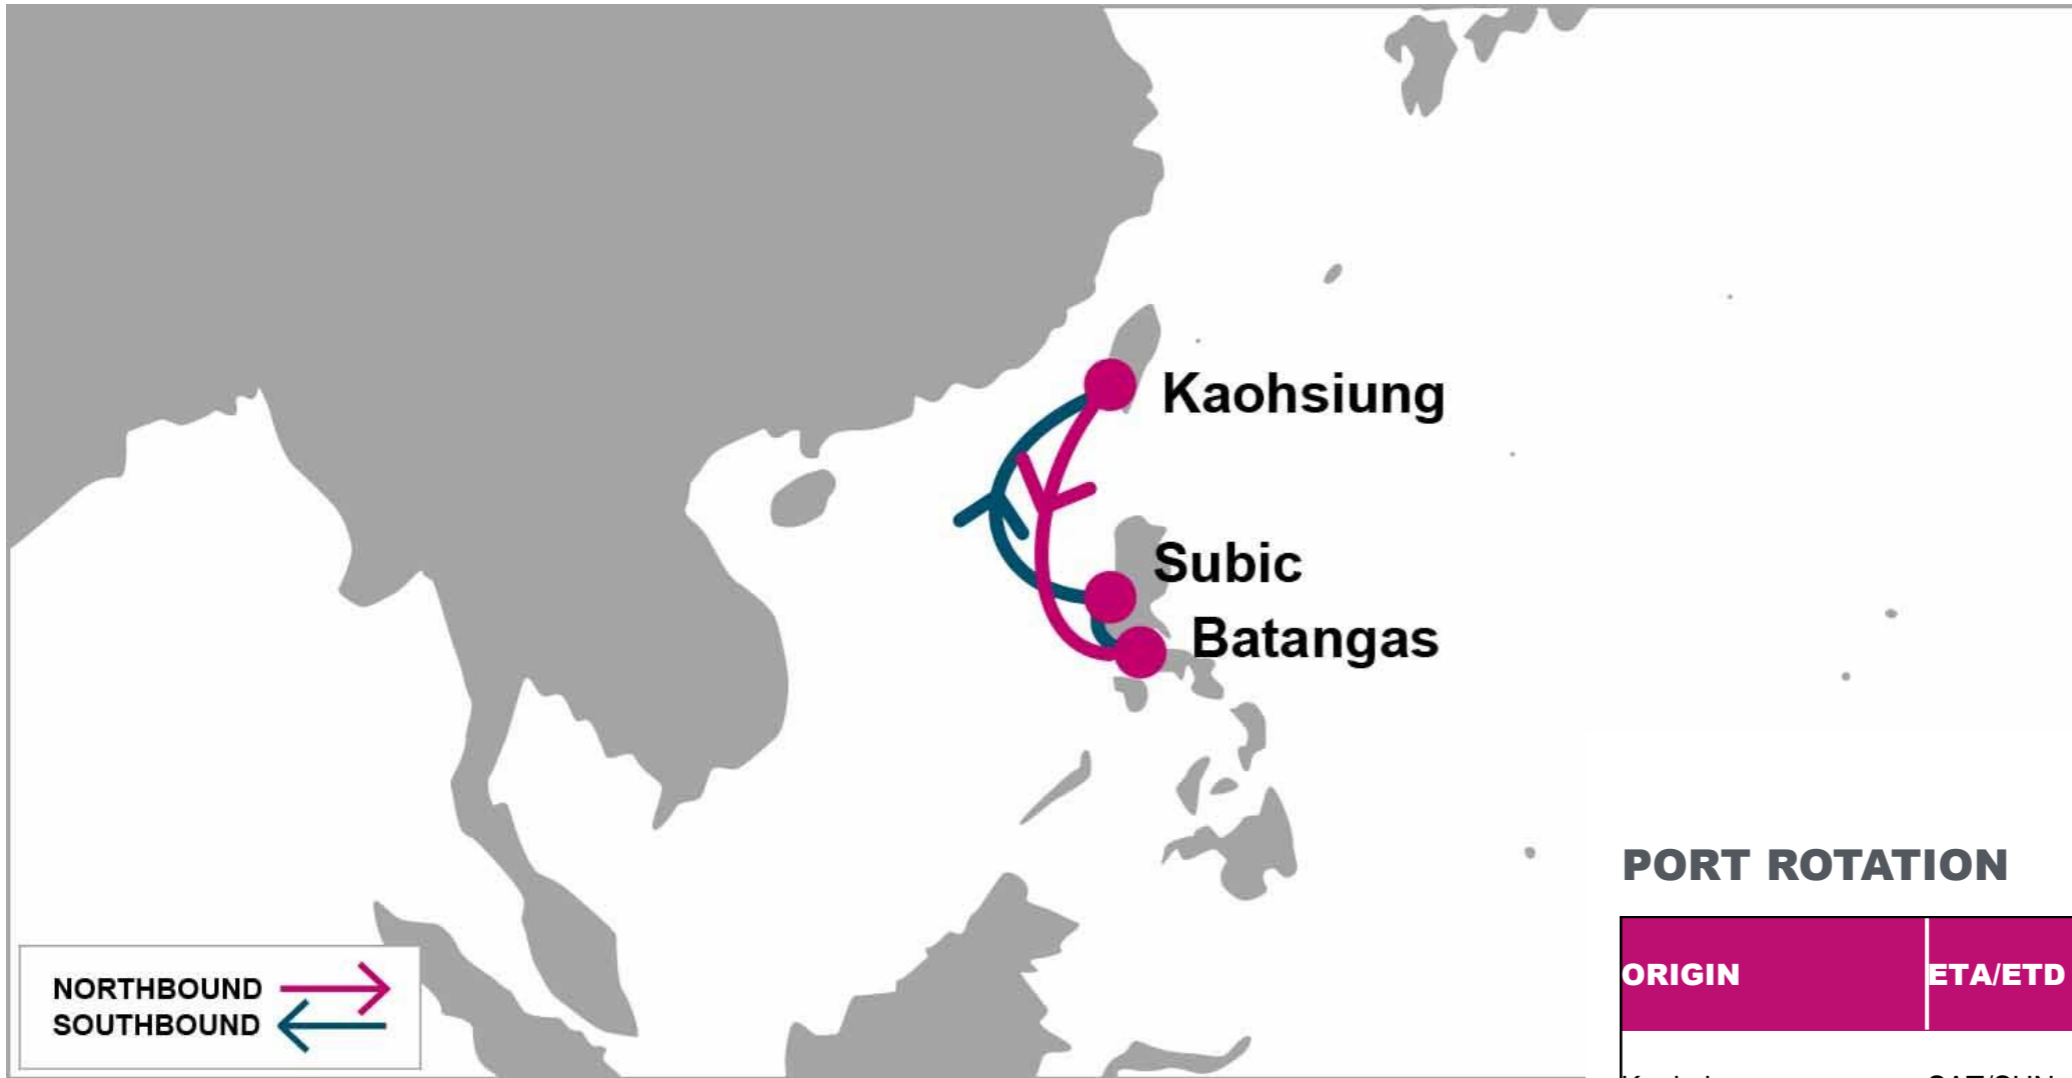 Kaohsiung
Subic
Batangas
NORTHBOUND
SOUTHBOUND
PORT ROTATION
ORIGIN ETA/ETD